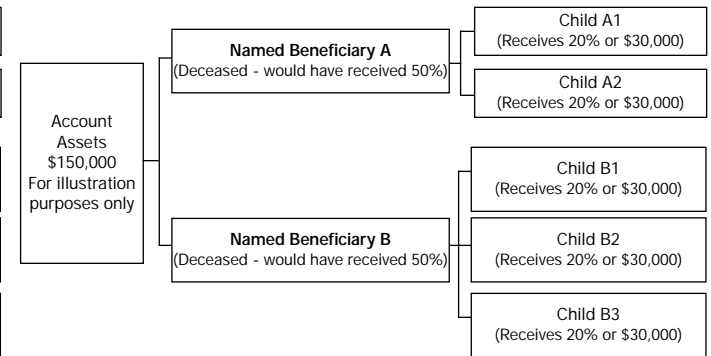 Account
Assets
$150,000
For illustration
purposes only
Named Beneficiary A
(Deceased - would have received 50%)
Child A1
(Receives 20% or $30,000)
Child A2
(Receives 20% or $30,000)
Named Beneficiary B
(Deceased - would have received 50%)
Child B1
(Receives 20% or $30,000)
Child B2
(Receives 20% or $30,000)
Child B3
(Receives 20% or $30,000)